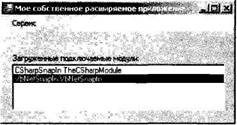 Мое собственное расширяемое приложение
Сервис
Загруженные подключаемые модули:
CSharpSnapIn.TheCSharpModule
VbNetSnapIn.VbNetSnapIn